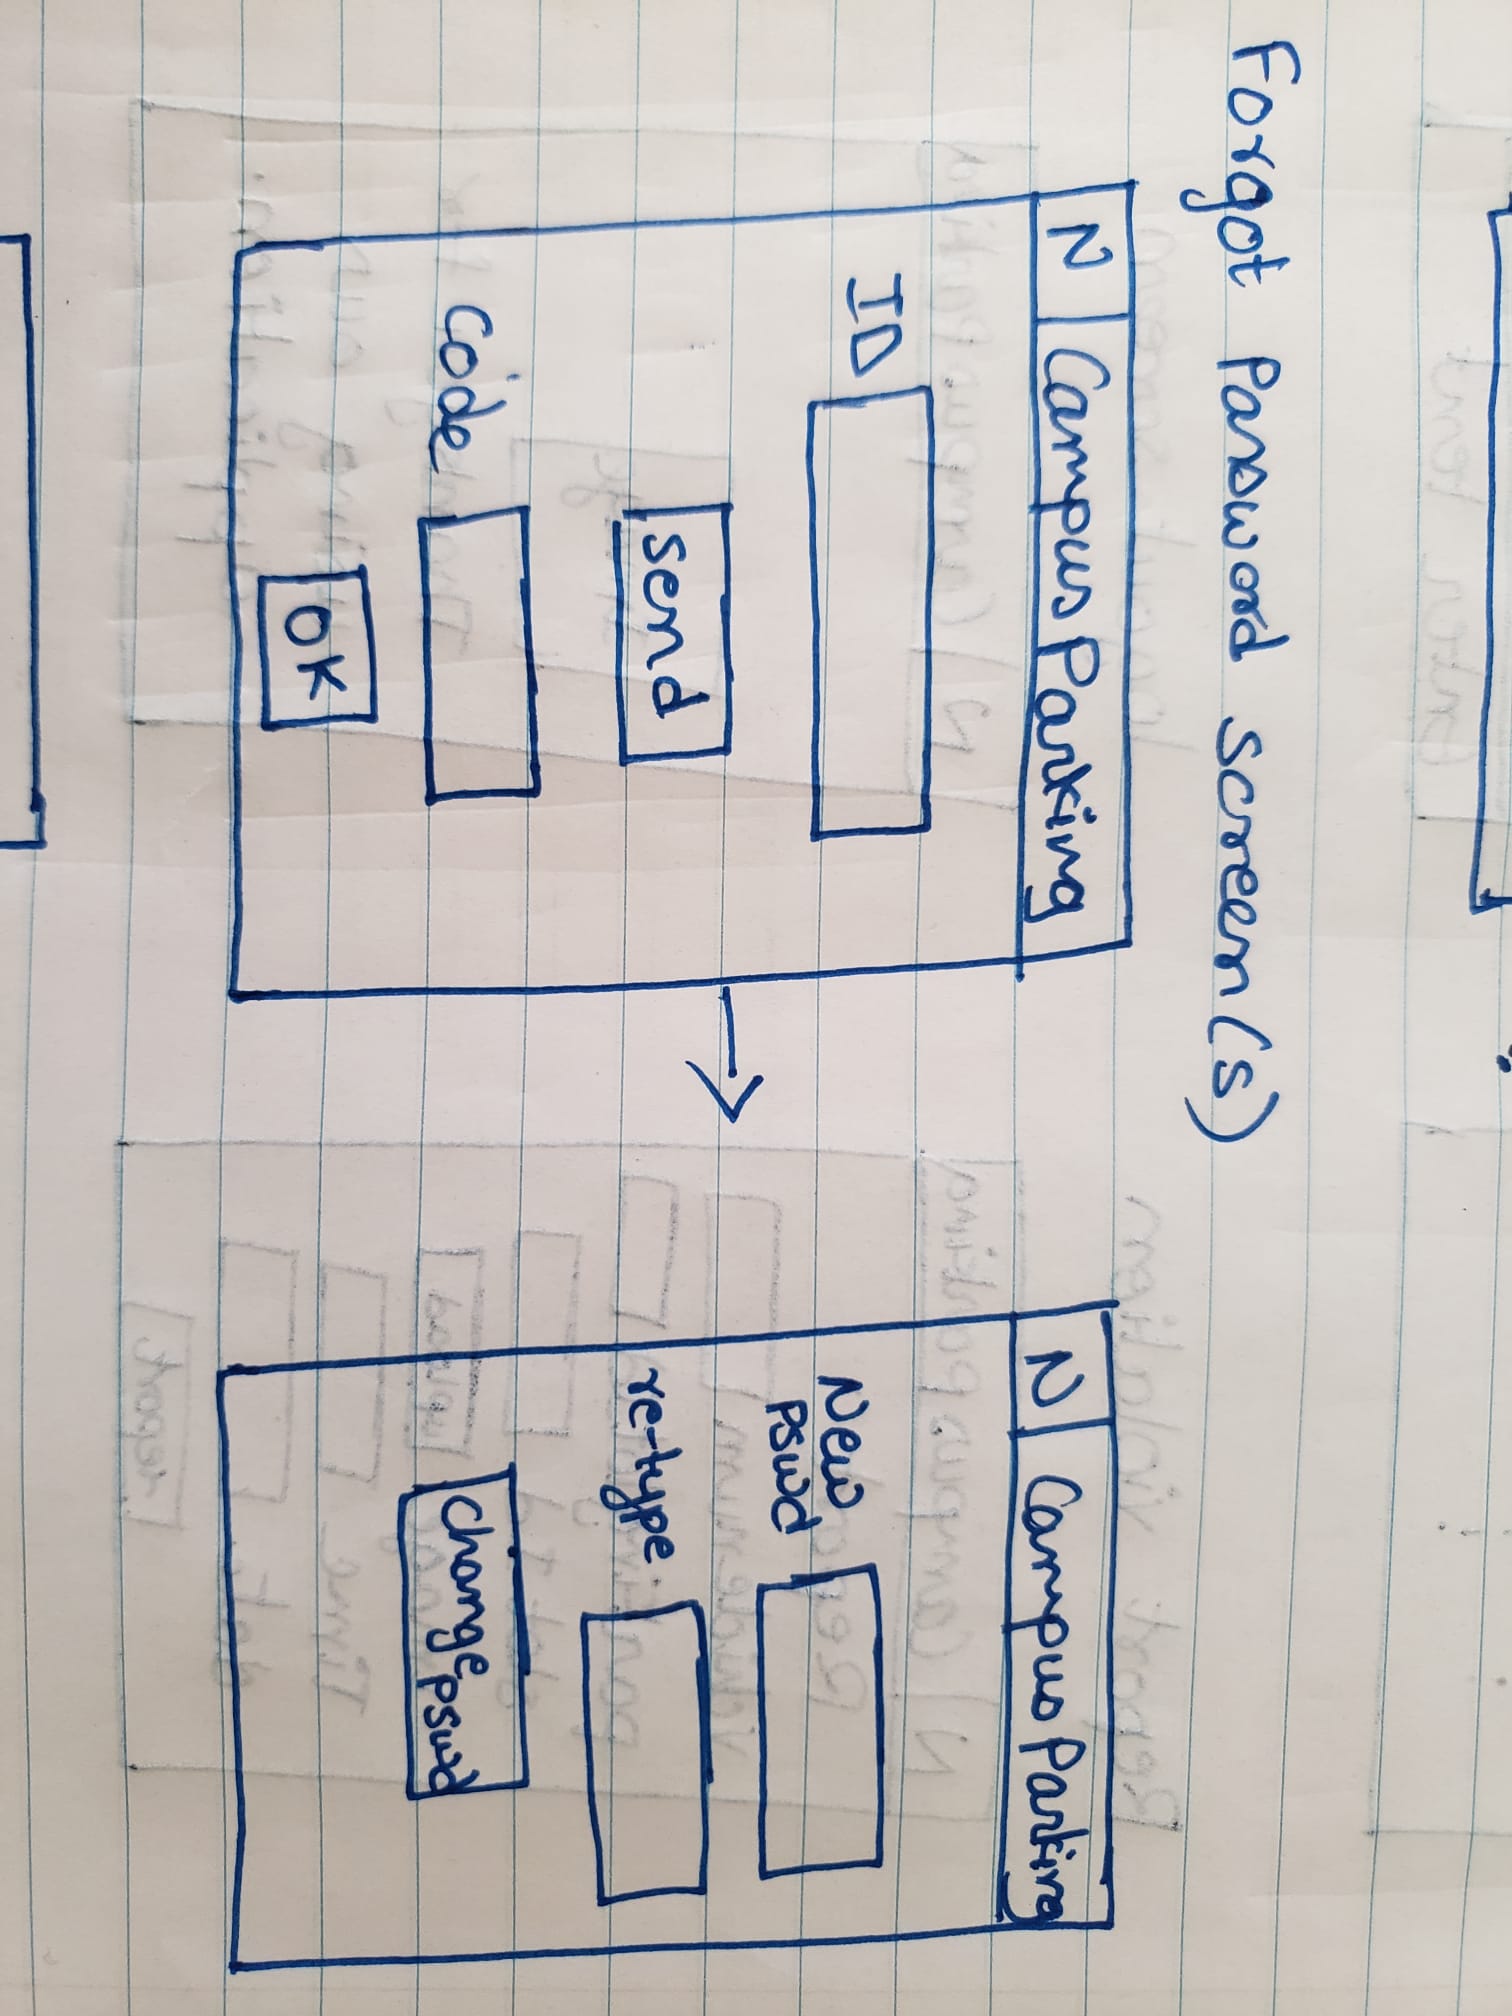 Forgot Password Screen(s)
N Campus Parking
ID
Send
Code
OK
N Campus Parking
New
pswd
re-type
Change pswd